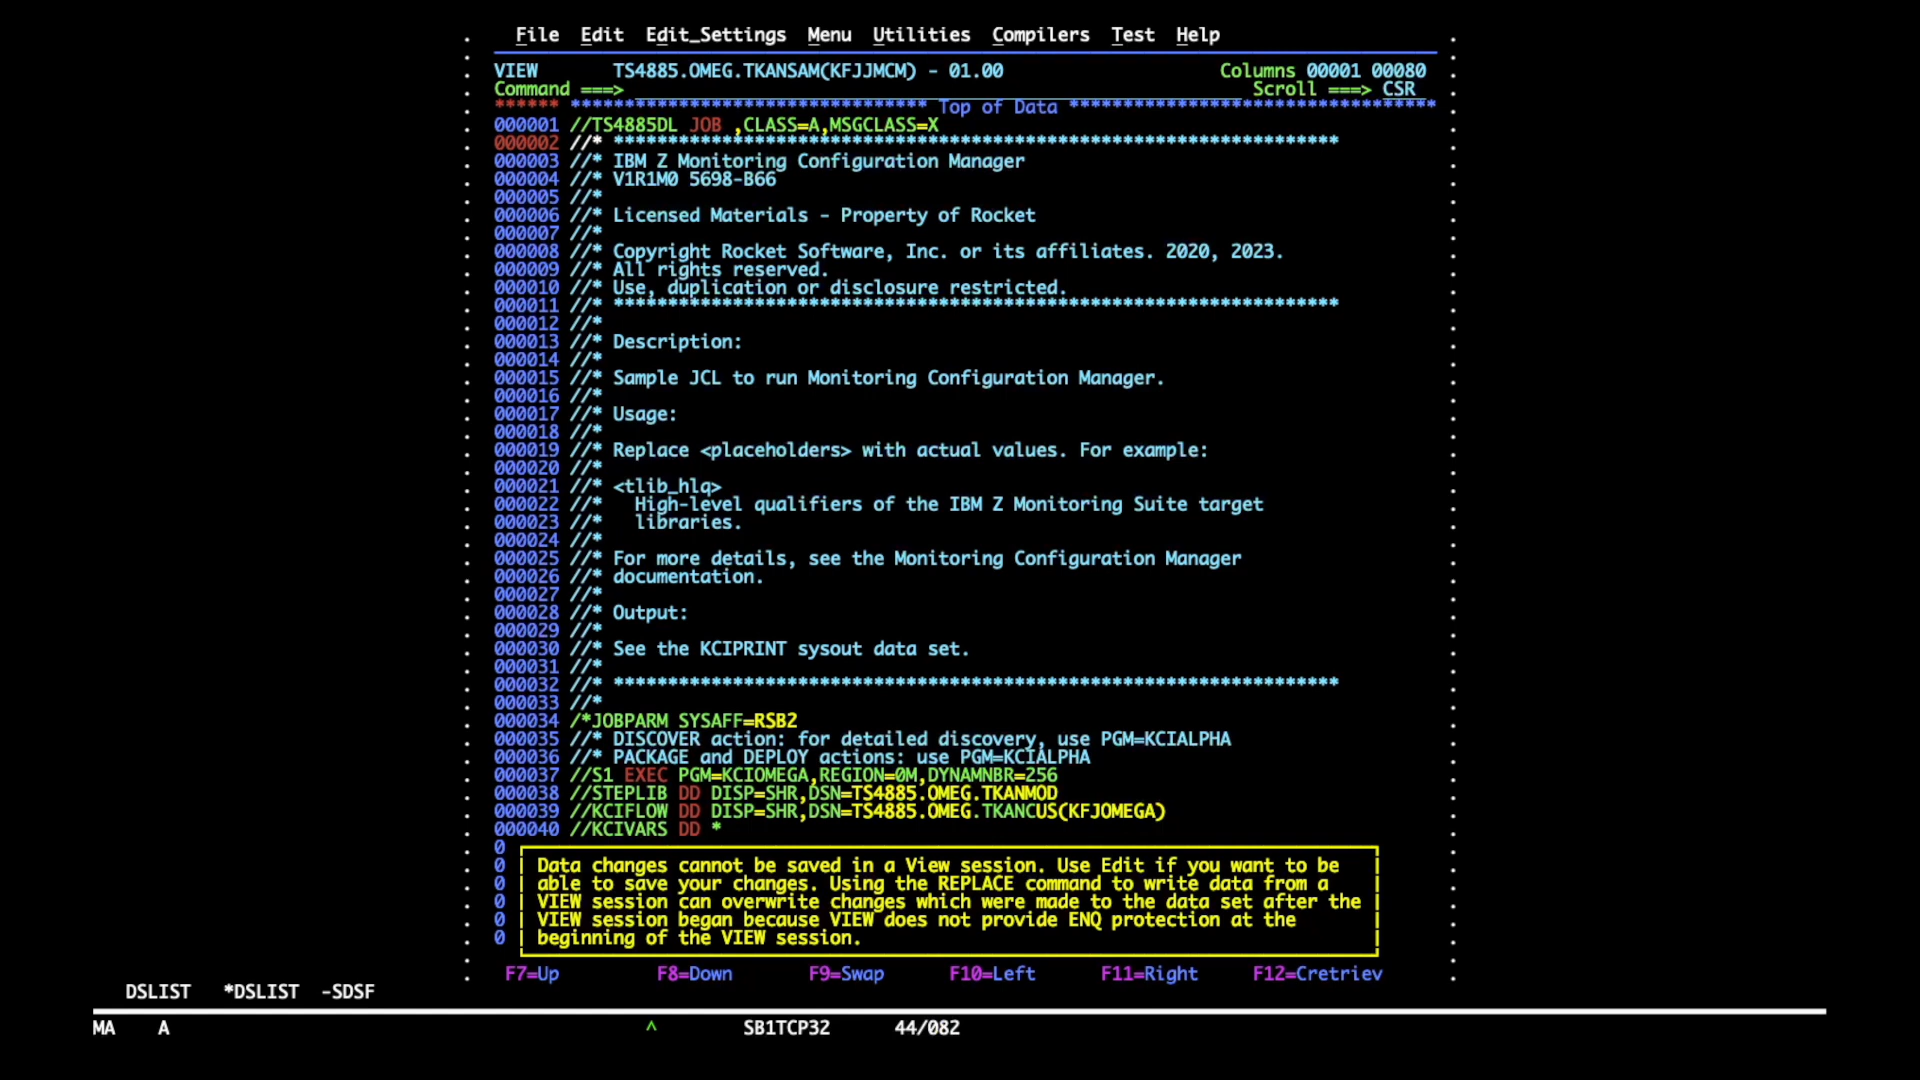 File Edit Edit_Settings Menu Utilities Compilers Test Help
VIEW TS4885.OMEG.TKANSAM(KFJJMCM) - 01.00 Columns 00001 00080
Command ===> Scroll ===> CSR
****** ********************************* Top of Data **********************************
000001 //TS4885DL JOB ,CLASS=A,MSGCLASS=X
000002 //* *******************************************************************
000003 //* IBM Z Monitoring Configuration Manager
000004 //* V1R1M0 5698-B66
000005 //*
000006 //* Licensed Materials - Property of Rocket
000007 //*
000008 //* Copyright Rocket Software, Inc. or its affiliates. 2020, 2023.
000009 //* All rights reserved.
000010 //* Use, duplication or disclosure restricted.
000011 //* *******************************************************************
000012 //*
000013 //* Description:
000014 //*
000015 //* Sample JCL to run Monitoring Configuration Manager.
000016 //*
000017 //* Usage:
000018 //*
000019 //* Replace <placeholders> with actual values. For example:
000020 //*
000021 //* <tlib_hlq>
000022 //* High-level qualifiers of the IBM Z Monitoring Suite target
000023 //* libraries.
000024 //*
000025 //* For more details, see the Monitoring Configuration Manager
000026 //* documentation.
000027 //*
000028 //* Output:
000029 //*
000030 //* See the KCIPRINT sysout data set.
000031 //*
000032 //* *******************************************************************
000033 //*
000034 /*JOBPARM SYSAFF=RSB2
000035 //* DISCOVER action: for detailed discovery, use PGM=KCIALPHA
000036 //* PACKAGE and DEPLOY actions: use PGM=KCIALPHA
000037 //S1 EXEC PGM=KCIOMEGA,REGION=0M,DYNAMNBR=256
000038 //STEPLIB DD DISP=SHR,DSN=TS4885.OMEG.TKANMOD
000039 //KCIFLOW DD DISP=SHR,DSN=TS4885.OMEG.TKANCUS(KFJOMEGA)
000040 //KCIVARS DD *
0
0 Data changes cannot be saved in a View session. Use Edit if you want to be
0 able to save your changes. Using the REPLACE command to write data from a
0 VIEW session can overwrite changes which were made to the data set after the
0 VIEW session began because VIEW does not provide ENQ protection at the
0 beginning of the VIEW session.
F7=Up F8=Down F9=Swap F10=Left F11=Right F12=Cretriev
DSLIST *DSLIST -SDSF
MA A ^ SB1TCP32 44/082